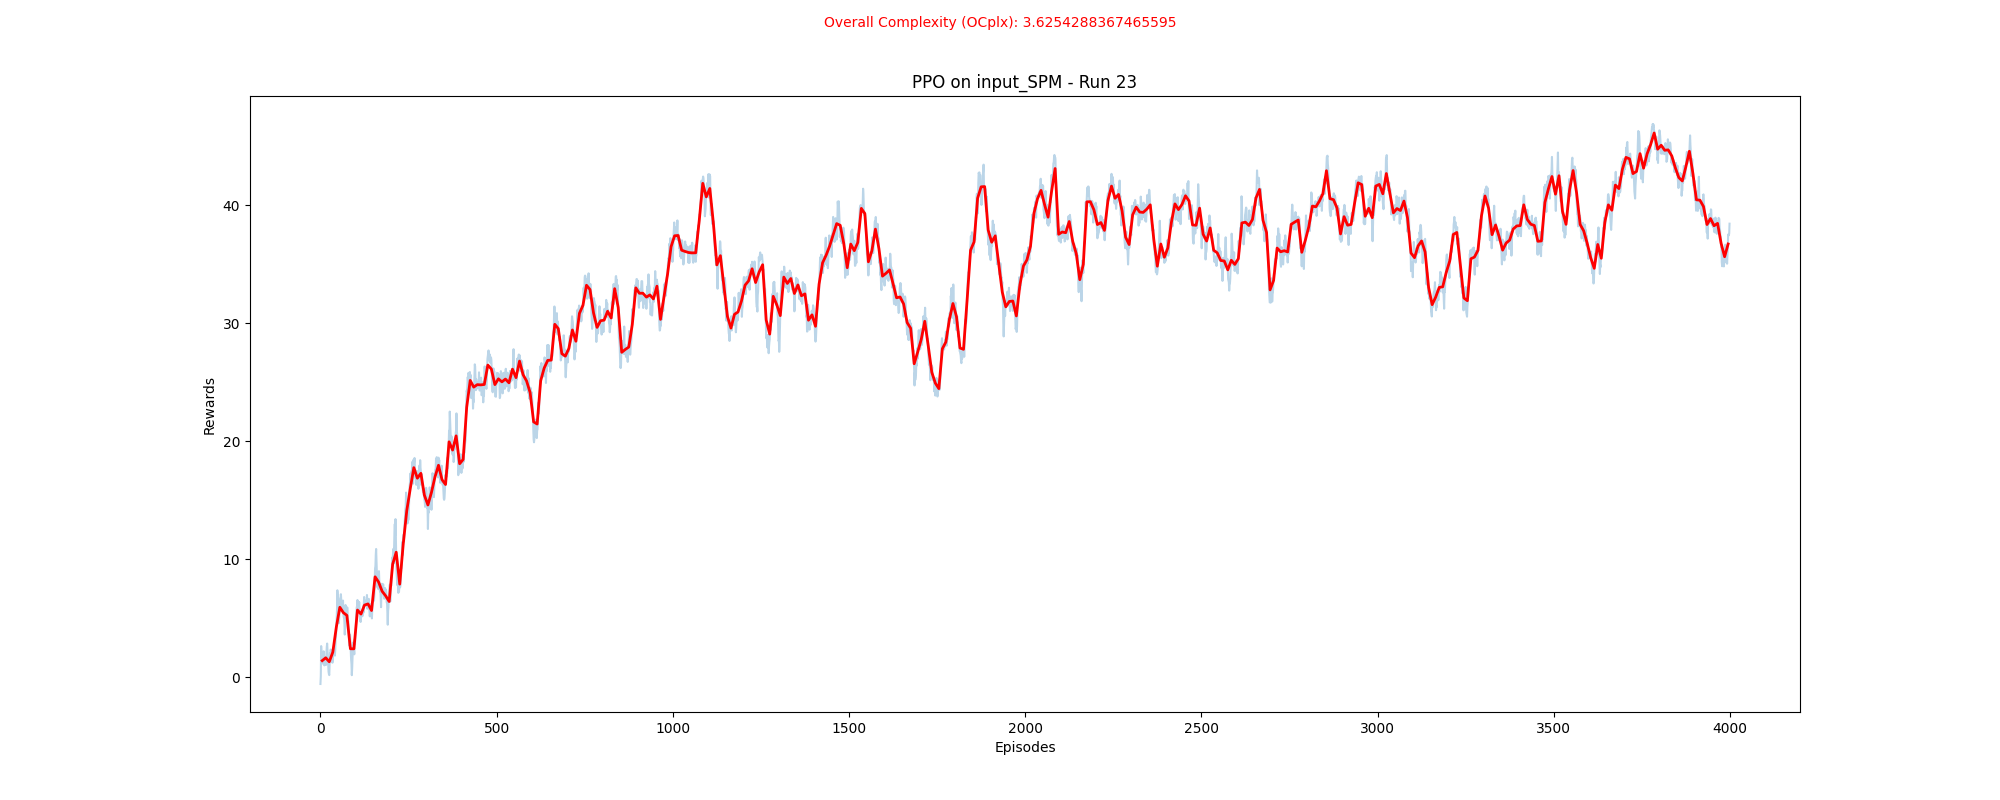 Overall Complexity (OCplx): 3.6254288367465595
PPO on input_SPM - Run 23
Rewards
40
30
20
10
0
0 500 1000 1500 2000 2500 3000 3500 4000
Episodes